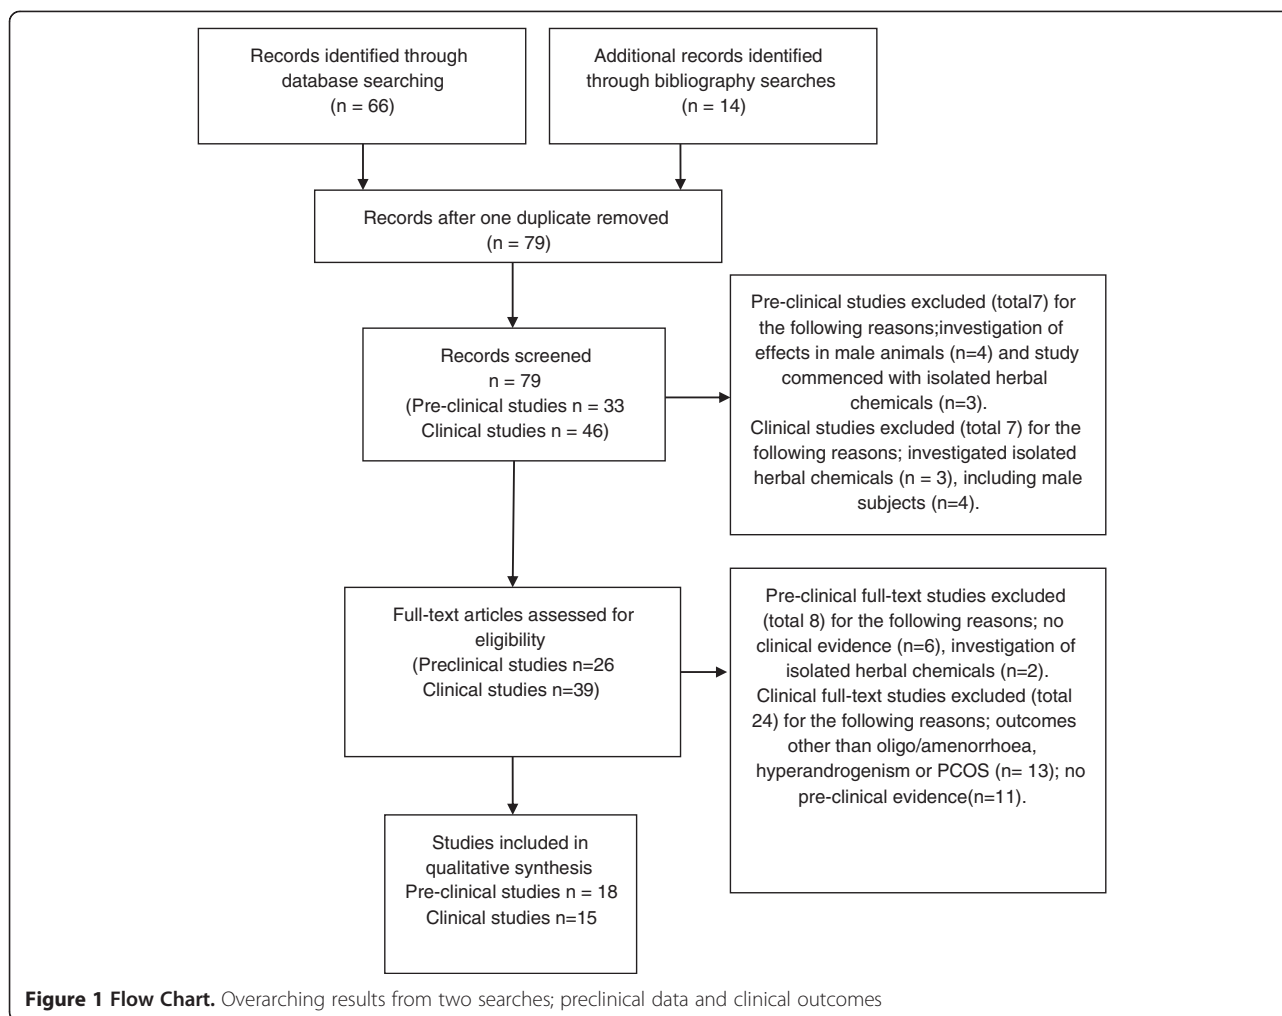 Records identified through
database searching
(n = 66)
Additional records identified
through bibliography searches
(n = 14)
Records after one duplicate removed
(n = 79)
Records screened
n = 79
(Pre-clinical studies n = 33
Clinical studies n = 46)
Pre-clinical studies excluded (total7) for
the following reasons;investigation of
effects in male animals (n=4) and study
commenced with isolated herbal
chemicals (n=3).
Clinical studies excluded (total 7) for the
following reasons; investigated isolated
herbal chemicals (n = 3), including male
subjects (n=4).
Full-text articles assessed for
eligibility
(Preclinical studies n=26
Clinical studies n=39)
Pre-clinical full-text studies excluded
(total 8) for the following reasons; no
clinical evidence (n=6), investigation of
isolated herbal chemicals (n=2).
Clinical full-text studies excluded (total
24) for the following reasons; outcomes
other than oligo/amenorrhoea,
hyperandrogenism or PCOS (n= 13); no
pre-clinical evidence(n=11).
Studies included in
qualitative synthesis
Pre-clinical studies n = 18
Clinical studies n=15
Figure 1 Flow Chart. Overarching results from two searches; preclinical data and clinical outcomes